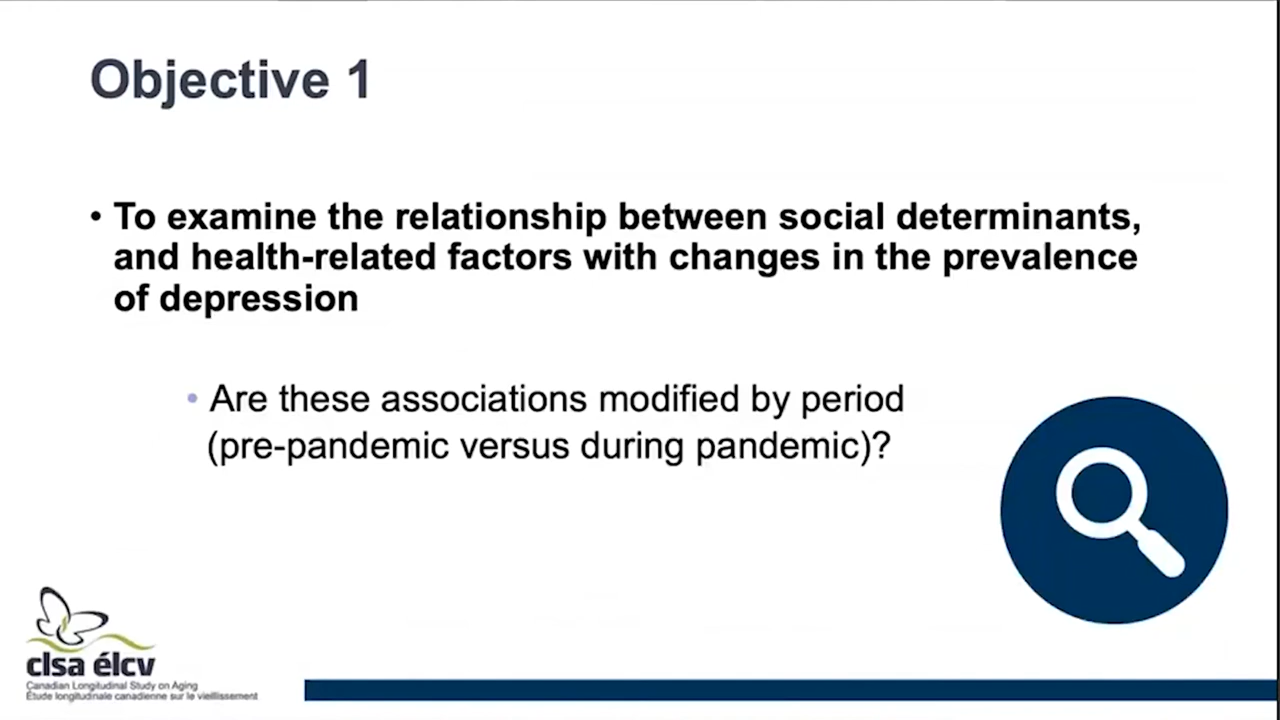 Objective 1
• To examine the relationship between social determinants,
and health-related factors with changes in the prevalence
of depression
• Are these associations modified by period
(pre-pandemic versus during pandemic)?
clsa élcv
Canadian Longitudinal Study on Aging
Étude longitudinale canadienne sur le vieillissement